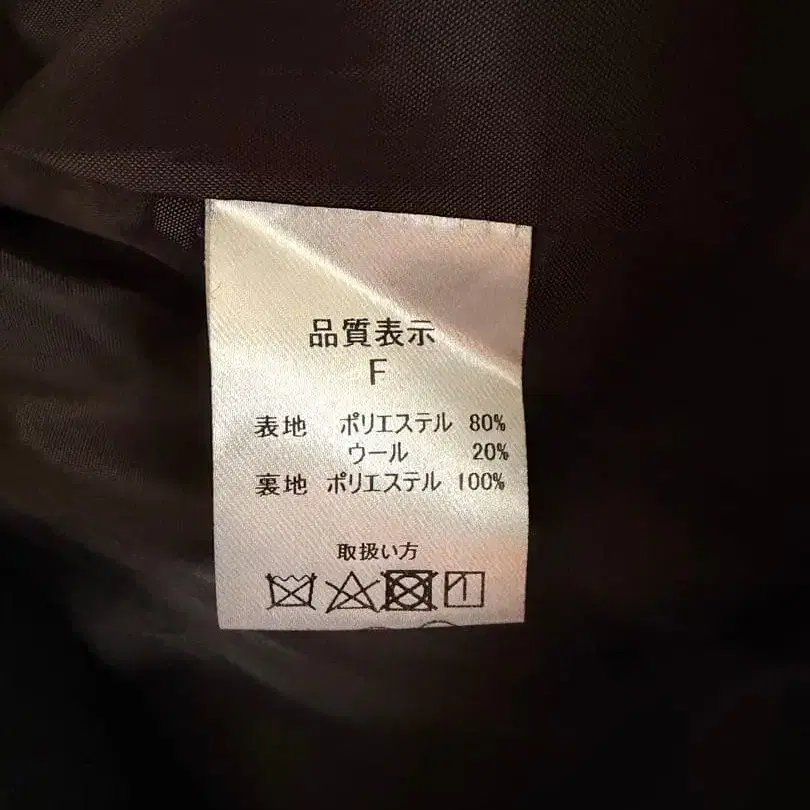 品質表示
F
表地 ポリエステル 80%
ウール 20%
裏地 ポリエステル 100%
取扱い方